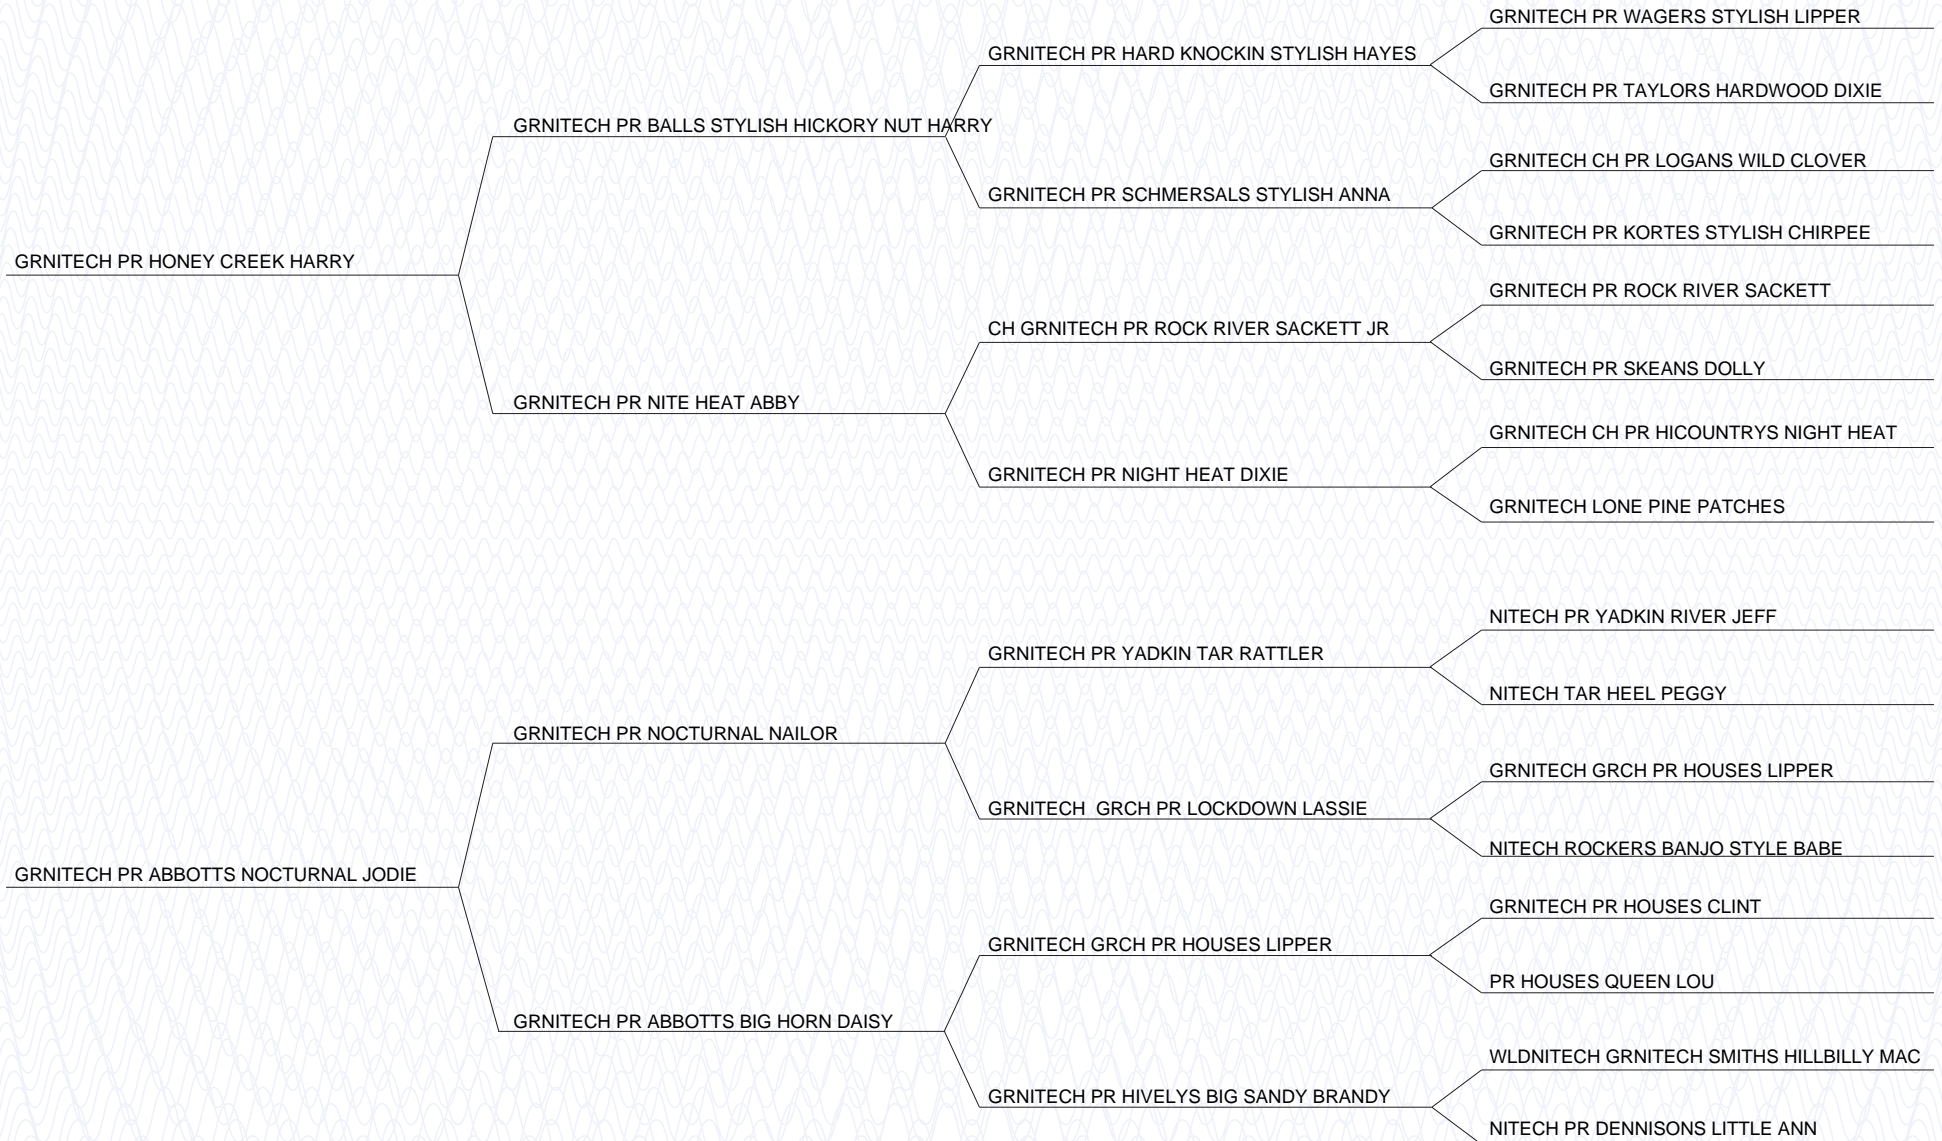 GRNITECH PR WAGERS STYLISH LIPPER
GRNITECH PR HARD KNOCKIN STYLISH HAYES
GRNITECH PR TAYLORS HARDWOOD DIXIE
GRNITECH PR BALLS STYLISH HICKORY NUT HARRY
GRNITECH CH PR LOGANS WILD CLOVER
GRNITECH PR SCHMERSALS STYLISH ANNA
GRNITECH PR KORTES STYLISH CHIRPEE
GRNITECH PR HONEY CREEK HARRY
GRNITECH PR ROCK RIVER SACKETT
CH GRNITECH PR ROCK RIVER SACKETT JR
GRNITECH PR SKEANS DOLLY
GRNITECH PR NITE HEAT ABBY
GRNITECH CH PR HICOUNTRYS NIGHT HEAT
GRNITECH PR NIGHT HEAT DIXIE
GRNITECH LONE PINE PATCHES
NITECH PR YADKIN RIVER JEFF
GRNITECH PR YADKIN TAR RATTLER
NITECH TAR HEEL PEGGY
GRNITECH PR NOCTURNAL NAILOR
GRNITECH GRCH PR HOUSES LIPPER
GRNITECH  GRCH PR LOCKDOWN LASSIE
NITECH ROCKERS BANJO STYLE BABE
GRNITECH PR ABBOTTS NOCTURNAL JODIE
GRNITECH PR HOUSES CLINT
GRNITECH GRCH PR HOUSES LIPPER
PR HOUSES QUEEN LOU
GRNITECH PR ABBOTTS BIG HORN DAISY
WLDNITECH GRNITECH SMITHS HILLBILLY MAC
GRNITECH PR HIVELYS BIG SANDY BRANDY
NITECH PR DENNISONS LITTLE ANN